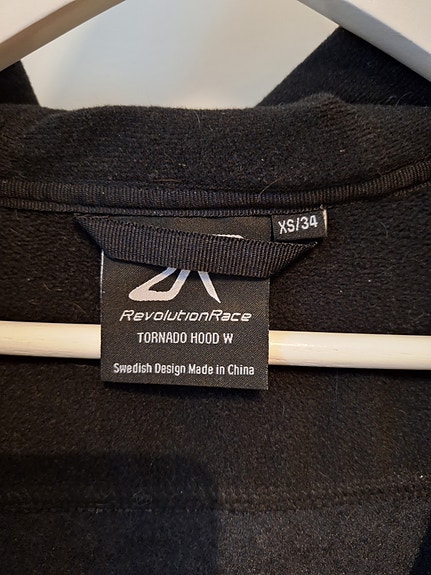 XS/34
RevolutionRace
TORNADO HOOD W
Swedish Design Made in China